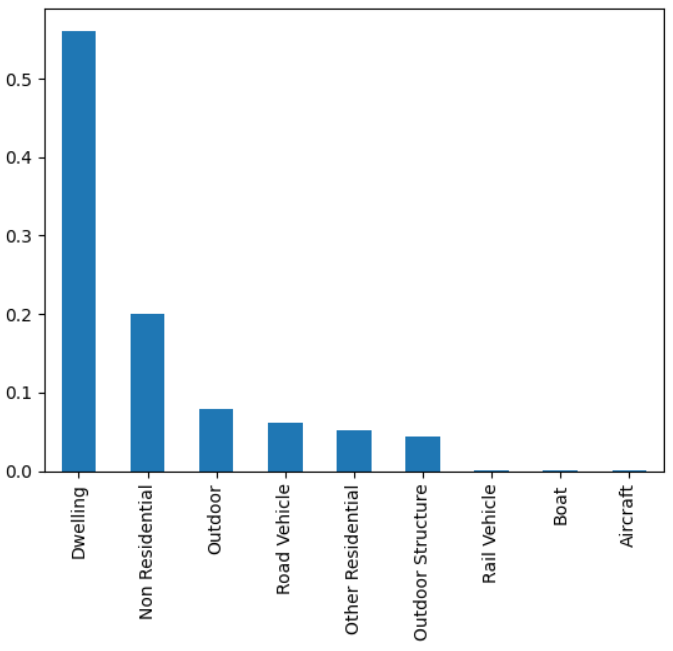 0.5
0.4
0.3
0.2
0.1
0.0
Dwelling
Non Residential
Outdoor
Road Vehicle
Other Residential
Outdoor Structure
Rail Vehicle
Boat
Aircraft